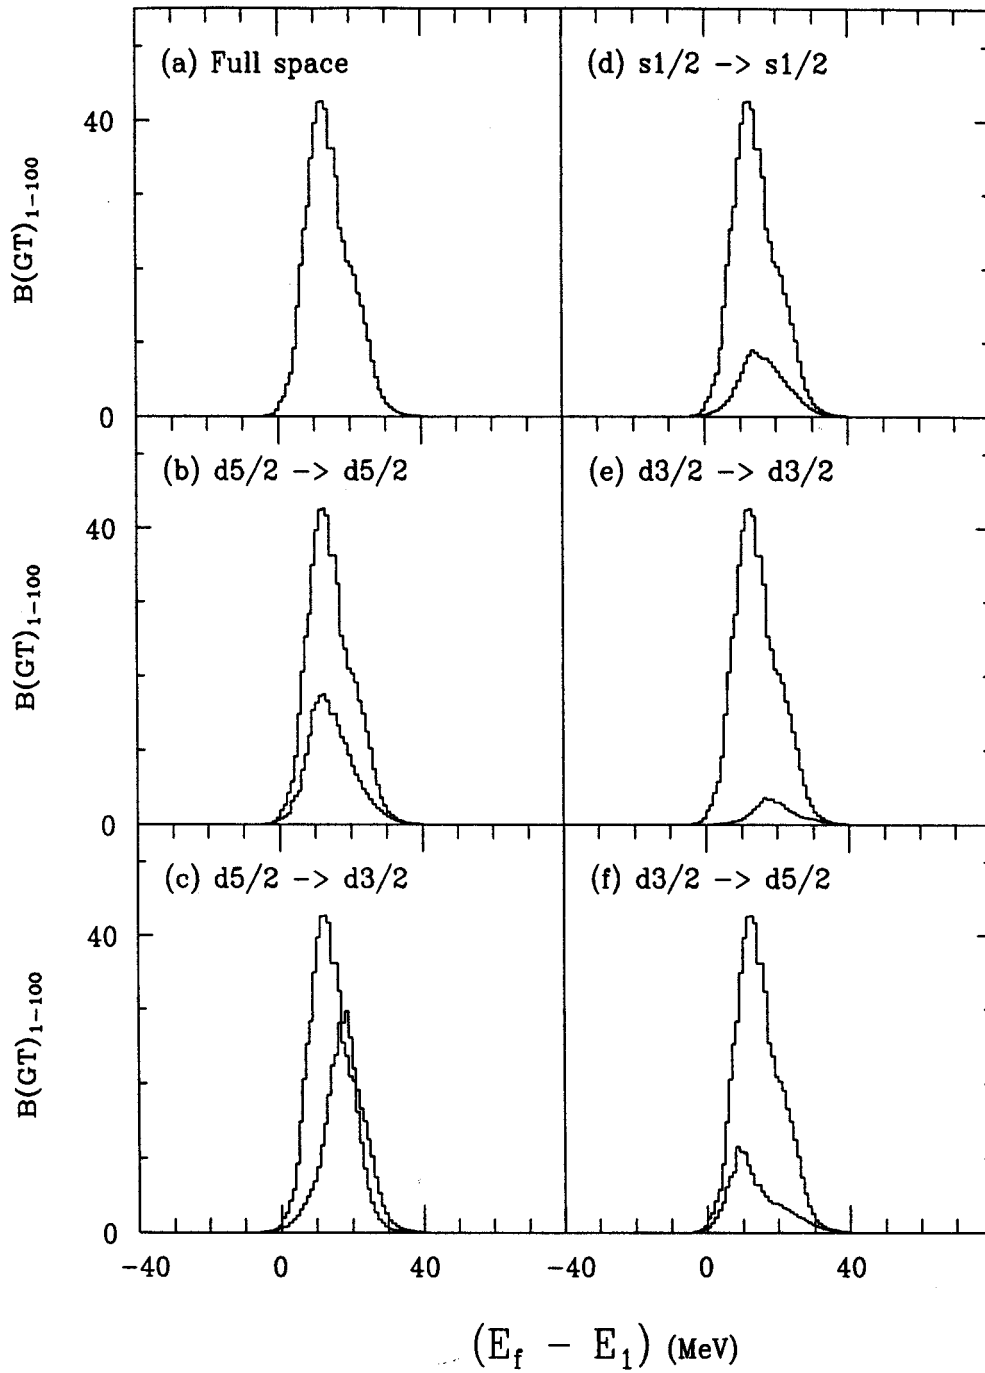 (a) Full space
(d) s1/2 -> s1/2
40
B(GT)1-100
0
(b) d5/2 -> d5/2
(e) d3/2 -> d3/2
40
B(GT)1-100
0
(c) d5/2 -> d3/2
(f) d3/2 -> d5/2
40
B(GT)1-100
0
-40 0 40 -40 0 40
(Ef - E1) (MeV)